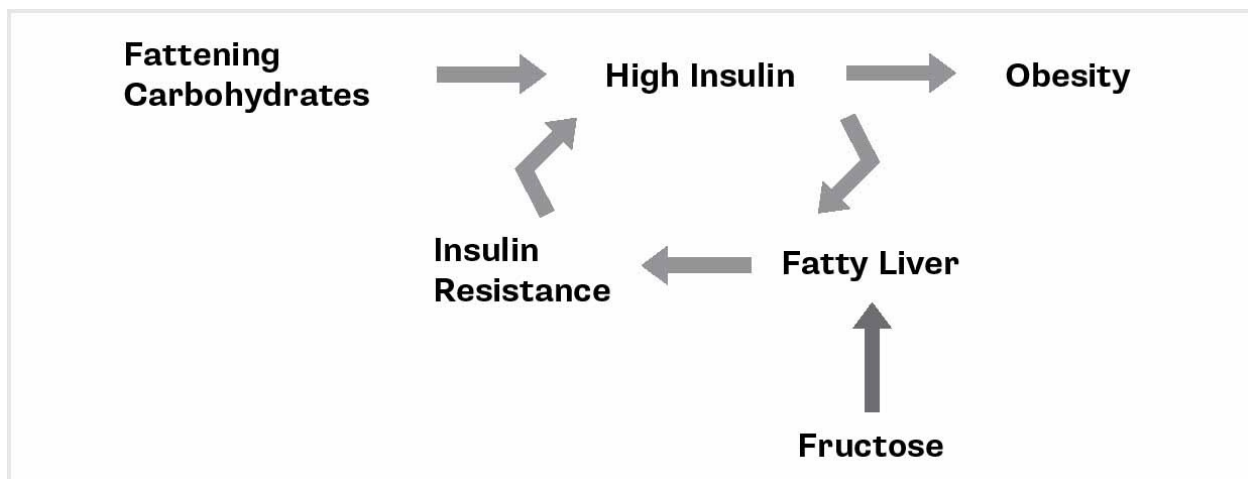 Fattening
Carbohydrates
High Insulin
Obesity
Insulin
Resistance
Fatty Liver
Fructose